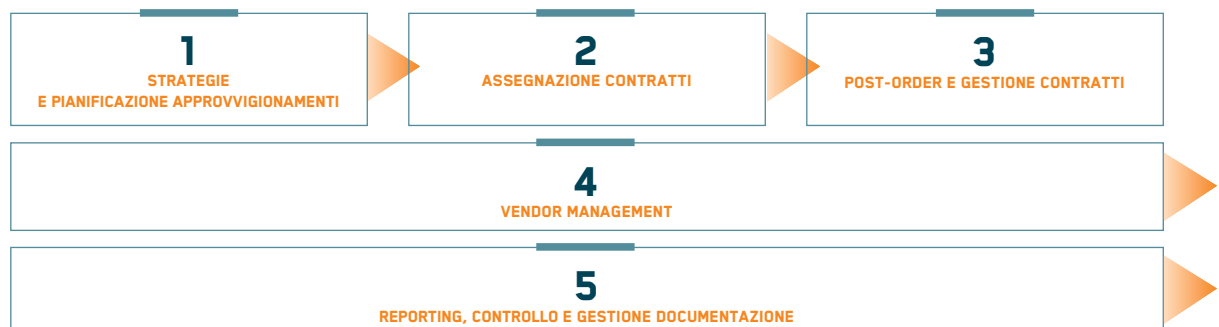 1
STRATEGIE
E PIANIFICAZIONE APPROVVIGIONAMENTI
2
ASSEGNAZIONE CONTRATTI
3
POST-ORDER E GESTIONE CONTRATTI
4
VENDOR MANAGEMENT
5
REPORTING, CONTROLLO E GESTIONE DOCUMENTAZIONE